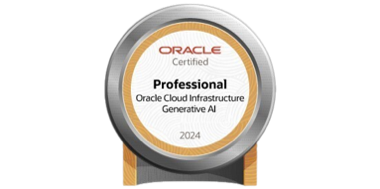 ORACLE
Certified
Professional
Oracle Cloud Infrastructure
Generative AI
2024